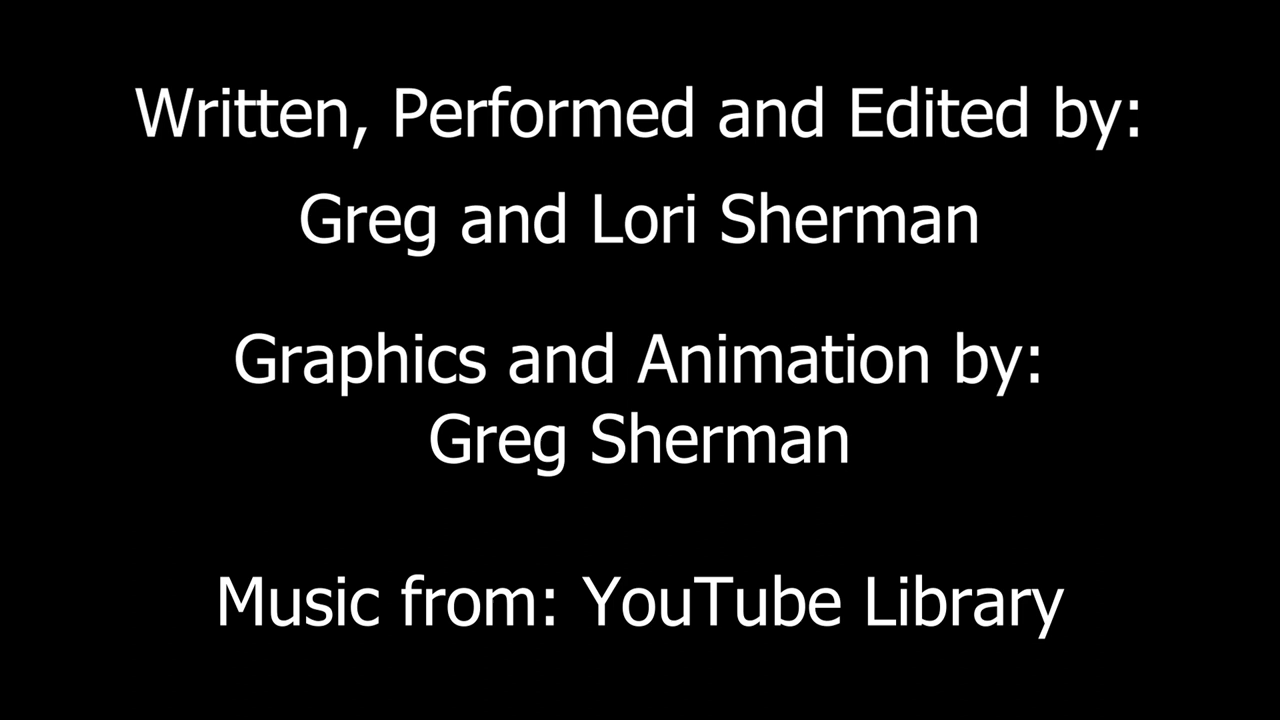 Written, Performed and Edited by:
Greg and Lori Sherman
Graphics and Animation by:
Greg Sherman
Music from: YouTube Library